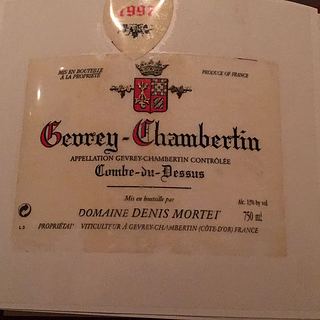 1997
MIS EN BOUTEILLE
A LA PROPRIÉTÉ
PRODUCE OF FRANCE
Gevrey-Chambertin
APPELLATION GEVREY-CHAMBERTIN CONTRÔLÉE
Combe-du-Dessus
Mis en bouteille par
Alc. 13% by vol.
DOMAINE DENIS MORTET
750 ml
PROPRIÉTAI VITICULTEUR À GEVREY-CHAMBERTIN (CÔTE-D'OR) FRANCE